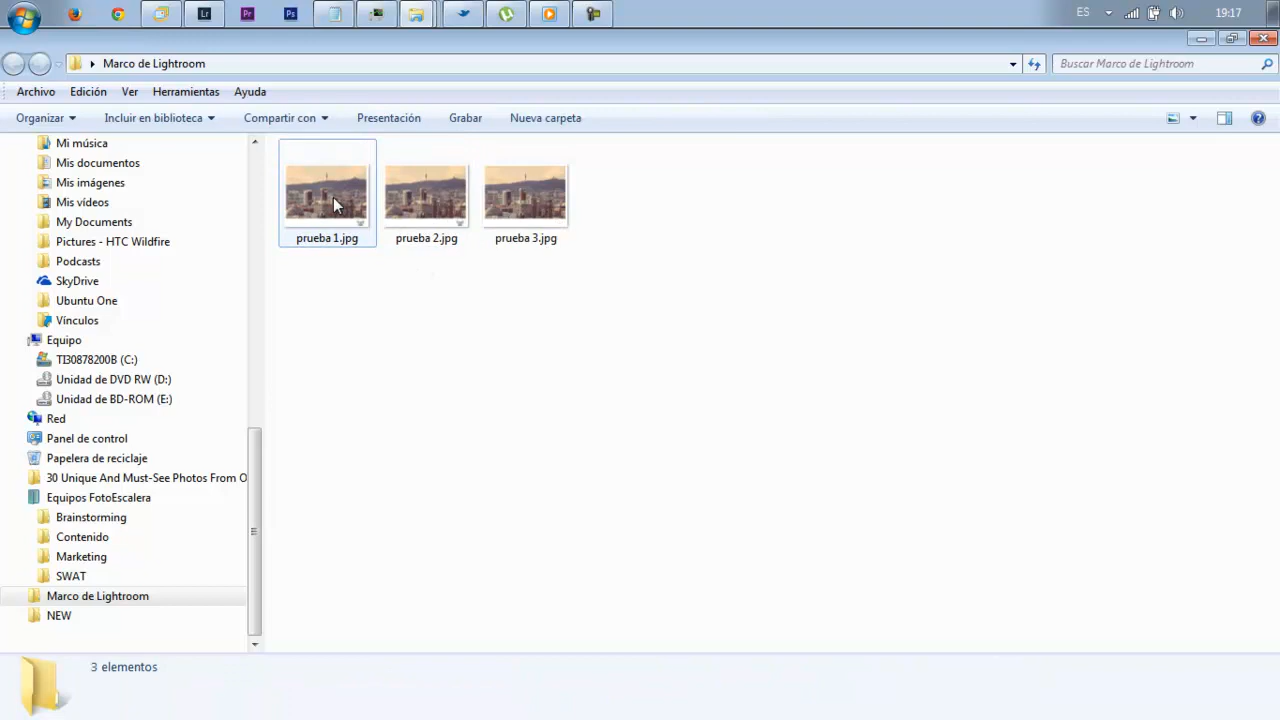 Lr
Pr
Ps
ES
19:17
Marco de Lightroom
Buscar Marco de Lightroom
Archivo Edición Ver Herramientas Ayuda
Organizar Incluir en biblioteca Compartir con Presentación Grabar Nueva carpeta
Mi música
Mis documentos
Mis imágenes
Mis vídeos
My Documents
Pictures - HTC Wildfire
Podcasts
SkyDrive
Ubuntu One
Vínculos
Equipo
TI30878200B (C:)
Unidad de DVD RW (D:)
Unidad de BD-ROM (E:)
Red
Panel de control
Papelera de reciclaje
30 Unique And Must-See Photos From O
Equipos FotoEscalera
Brainstorming
Contenido
Marketing
SWAT
Marco de Lightroom
NEW
prueba 1.jpg
prueba 2.jpg
prueba 3.jpg
3 elementos